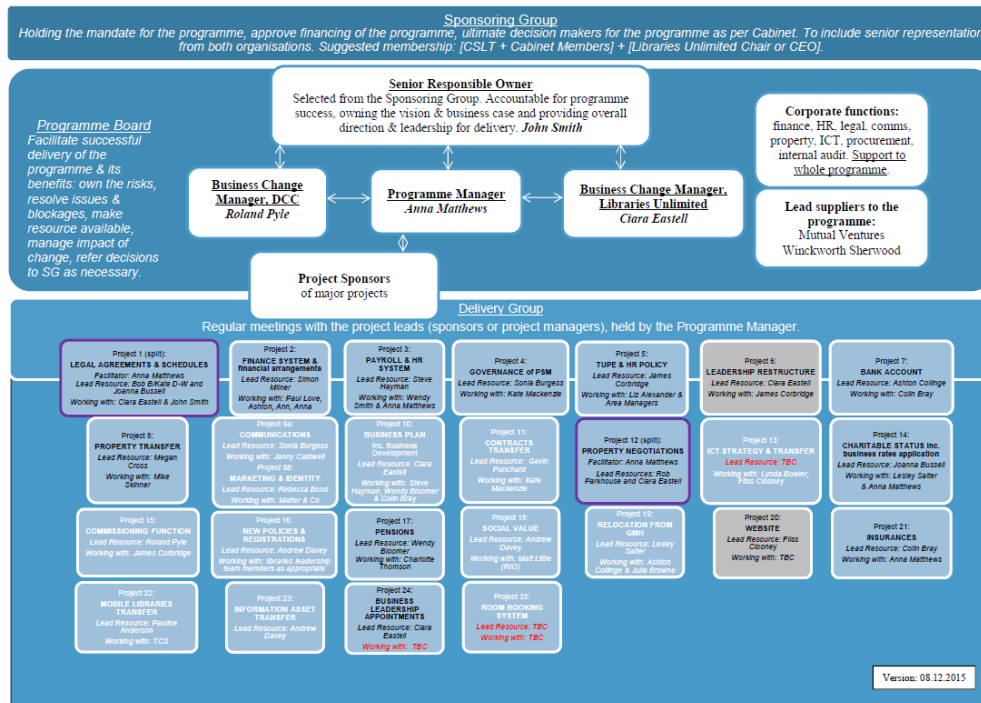 Sponsoring Group
Holding the mandate for the programme, approve financing of the programme, ultimate decision makers for the programme as per Cabinet. To include senior representation
from both organisations. Suggested membership: [CSLT + Cabinet Members] + [Libraries Unlimited Chair or CEO].
Programme Board
Facilitate successful
delivery of the
programme & its
benefits: own the risks,
resolve issues &
blockages, make
resource available,
manage impact of
change, refer decisions
to SG as necessary.
Senior Responsible Owner
Selected from the Sponsoring Group. Accountable for programme
success, owning the vision & business case and providing overall
direction & leadership for delivery. John Smith
Business Change
Manager, DCC
Roland Pyle
Programme Manager
Anna Matthews
Business Change Manager,
Libraries Unlimited
Ciara Eastell
Project Sponsors
of major projects
Corporate functions:
finance, HR, legal, comms,
property, ICT, procurement,
internal audit. Support to
whole programme.
Lead suppliers to the
programme:
Mutual Ventures
Winckworth Sherwood
Delivery Group
Regular meetings with the project leads (sponsors or project managers), held by the Programme Manager.
Project 1 (split):
LEGAL AGREEMENTS & SCHEDULES
Facilitator: Anna Matthews
Lead Resource: Bob B/Kate D-W and
Joanna Bussell
Working with: Ciara Eastell & John Smith
Project 2:
FINANCE SYSTEM &
financial arrangements
Lead Resource: Simon
Milner
Working with: Paul Love,
Ashton, Ann, Anna
Project 3:
PAYROLL & HR
SYSTEM
Lead Resource: Steve
Hayman
Working with: Wendy
Smith & Anna Matthews
Project 4:
GOVERNANCE of PSM
Lead Resource: Sonia Burgess
Working with: Kate Mackenzie
Project 5:
TUPE & HR POLICY
Lead Resource: James
Corbridge
Working with: Liz Alexander &
Area Managers
Project 6:
LEADERSHIP RESTRUCTURE
Lead Resource: Ciara Eastell
Working with: James Corbridge
Project 7:
BANK ACCOUNT
Lead Resource: Ashton Collinge
Working with: Colin Bray
Project 8:
PROPERTY TRANSFER
Lead Resource: Megan
Cross
Working with: Mike
Skinner
Project 9a:
COMMUNICATIONS
Lead Resource: Sonia Burgess
Working with: Janny Caldwell
Project 9b:
MARKETING & IDENTITY
Lead Resource: Rebecca Bond
Working with: Matter & Co
Project 10:
BUSINESS PLAN
Inc. Business
Development
Lead Resource: Ciara
Eastell
Working with: Steve
Hayman, Wendy Bloomer
& Colin Bray
Project 11:
CONTRACTS
TRANSFER
Lead Resource: Gavin
Punchard
Working with: Kate
Mackenzie
Project 12 (split):
PROPERTY NEGOTIATIONS
Facilitator: Anna Matthews
Lead Resources: Rob
Parkhouse and Ciara Eastell
Project 13:
ICT STRATEGY & TRANSFER
Lead Resource: TBC
Working with: Lynda Bowler,
Fliss Clooney
Project 14:
CHARITABLE STATUS Inc.
business rates application
Lead Resource: Joanna Bussell
Working with: Lesley Salter
& Anna Matthews
Project 15:
COMMISSIONING FUNCTION
Lead Resource: Roland Pyle
Working with: James Corbridge
Project 16:
NEW POLICIES &
REGISTRATIONS
Lead Resource: Andrew Davey
Working with: libraries leadership
team members as appropriate
Project 17:
PENSIONS
Lead Resource: Wendy
Bloomer
Working with: Charlotte
Thomson
Project 18:
SOCIAL VALUE
Lead Resource: Andrew
Davey
Working with: Matt Little
(RIO)
Project 19:
RELOCATION FROM
GMH
Lead Resource: Lesley
Salter
Working with: Ashton
Collinge & Julia Browne
Project 20:
WEBSITE
Lead Resource: Fliss
Clooney
Working with: TBC
Project 21:
INSURANCES
Lead Resource: Colin Bray
Working with: Anna Matthews
Project 22:
MOBILE LIBRARIES
TRANSFER
Lead Resource: Pauline
Anderson
Working with: TCS
Project 23:
INFORMATION ASSET
TRANSFER
Lead Resource: Andrew
Davey
Project 24:
BUSINESS
LEADERSHIP
APPOINTMENTS
Lead Resource: Ciara
Eastell
Working with: TBC
Project 25:
ROOM BOOKING
SYSTEM
Lead Resource: TBC
Working with: TBC
Version: 08.12.2015